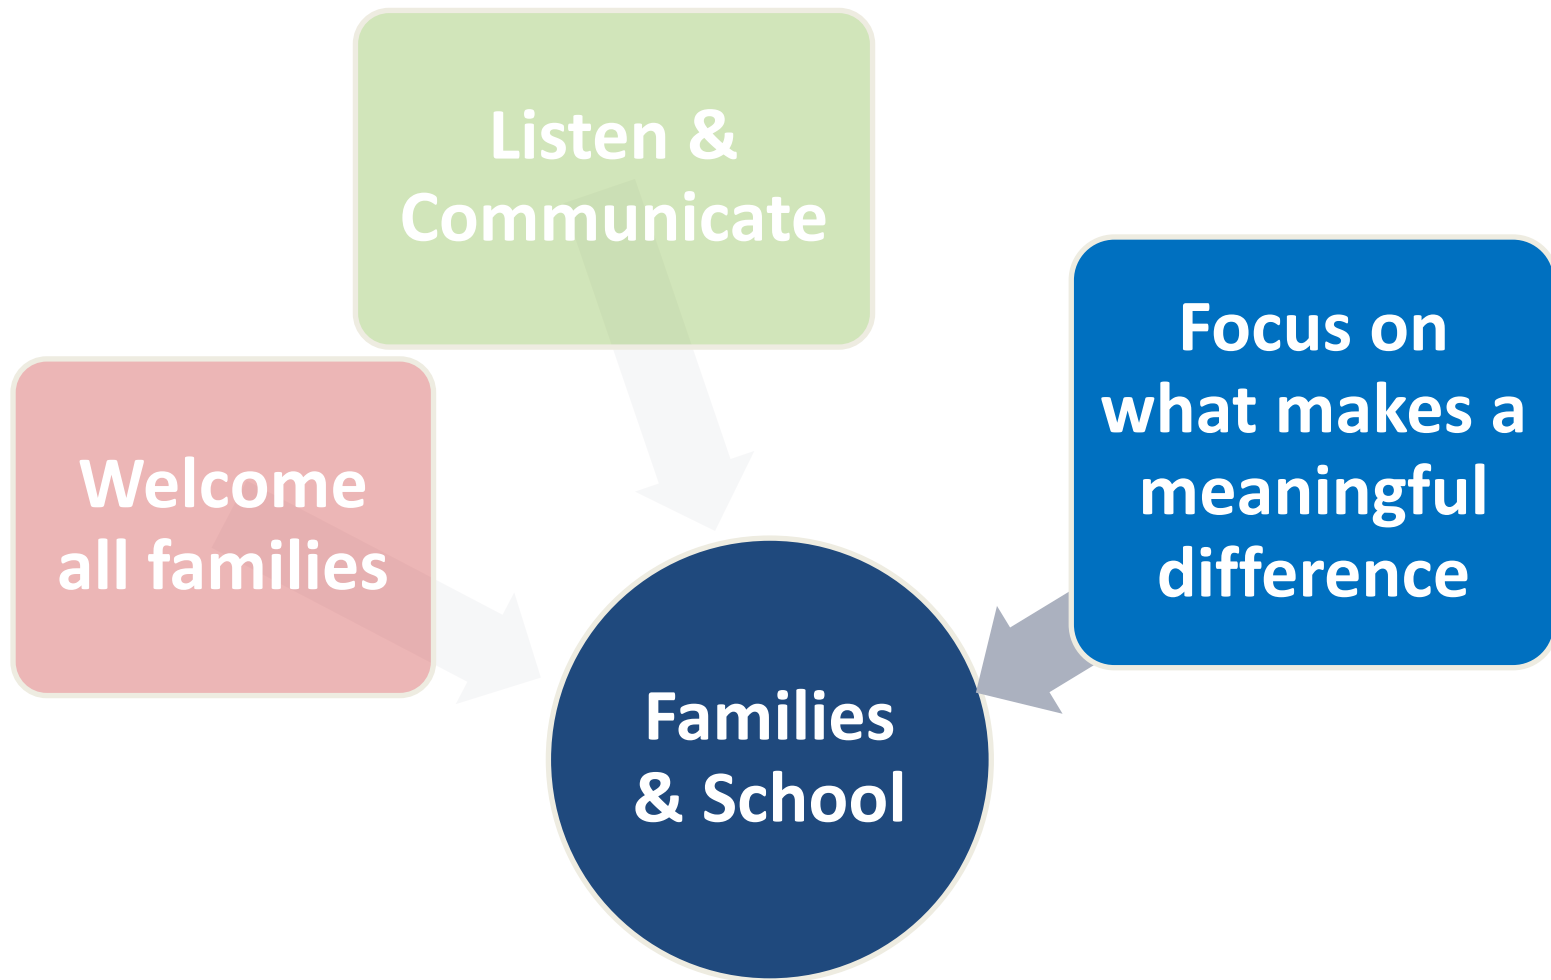 Listen &
Communicate
Focus on
what makes a
meaningful
difference
Welcome
all families
Families
& School